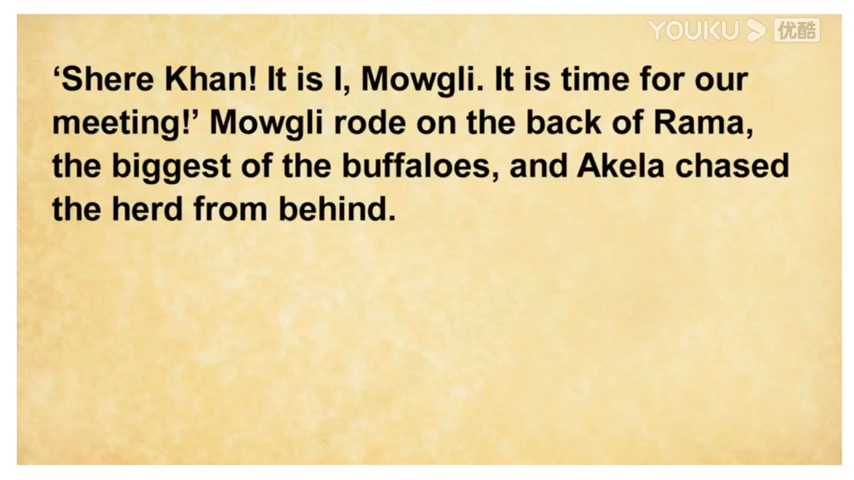 YOUKU 优酷
‘Shere Khan! It is I, Mowgli. It is time for our
meeting!’ Mowgli rode on the back of Rama,
the biggest of the buffaloes, and Akela chased
the herd from behind.